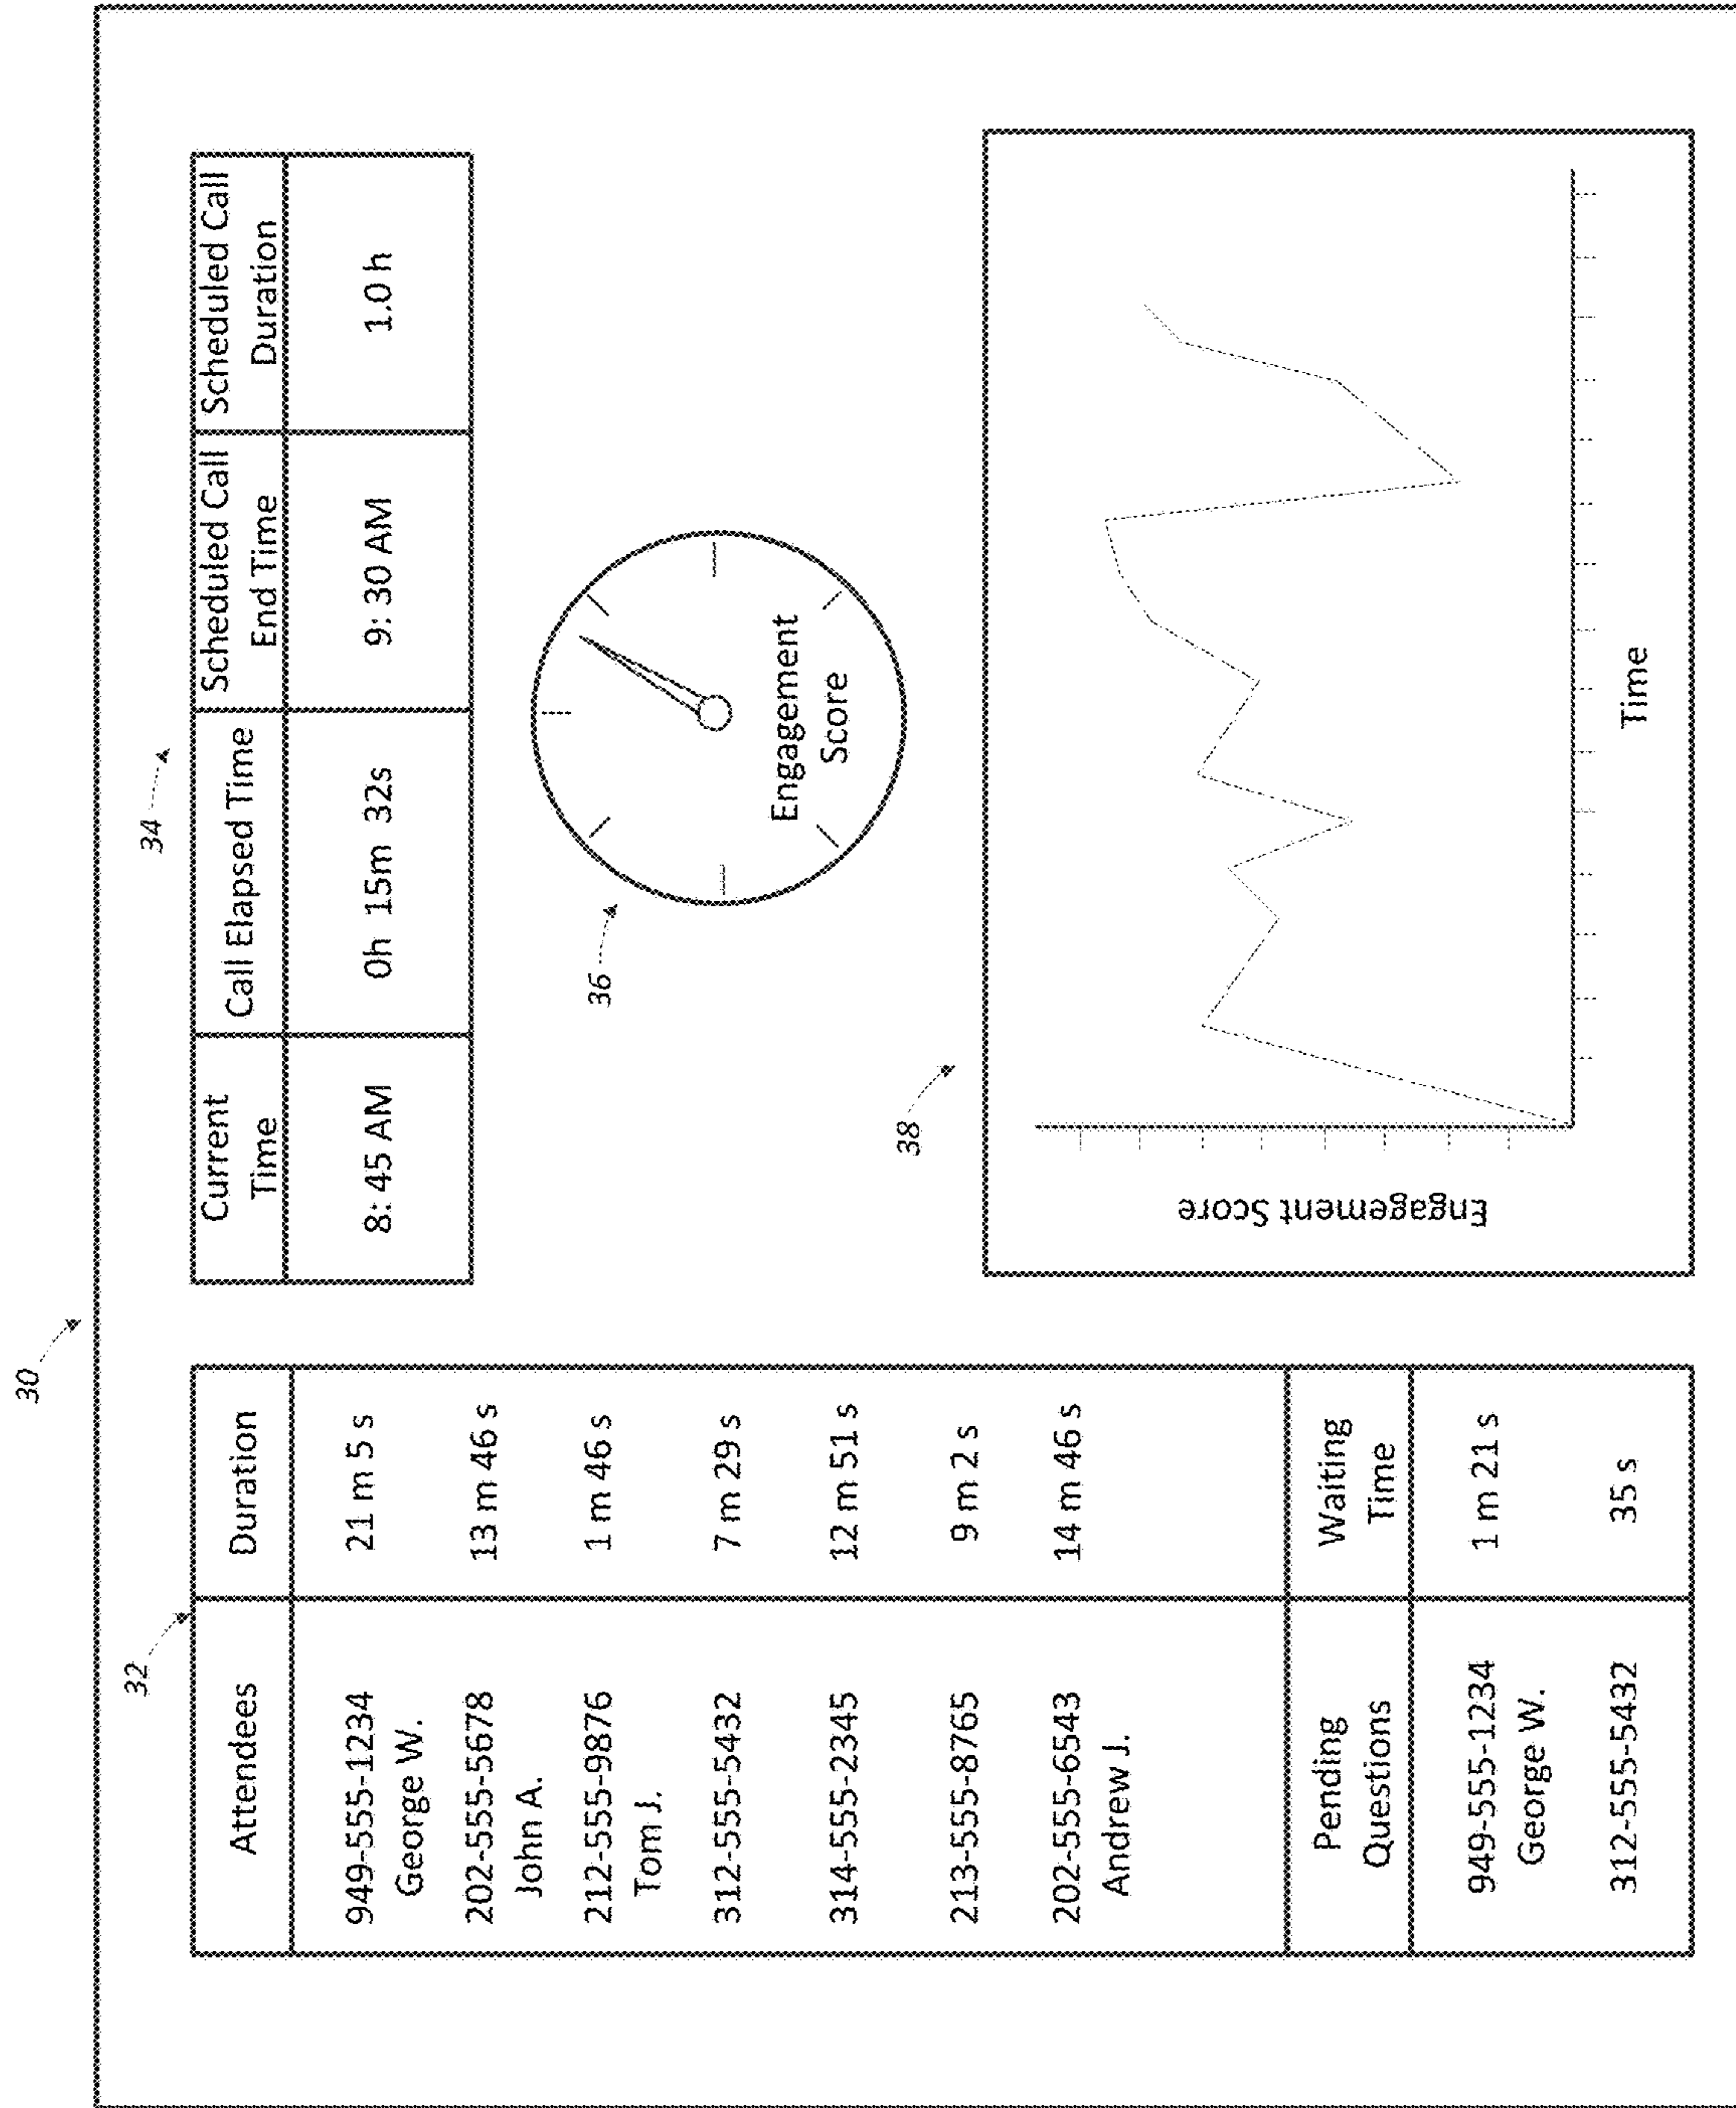 30
32
Attendees Duration
949-555-1234 21 m 5 s
George W.
202-555-5678 13 m 46 s
John A.
212-555-9876 1 m 46 s
Tom J.
312-555-5432 7 m 29 s
314-555-2345 12 m 51 s
213-555-8765 9 m 2 s
202-555-6543 14 m 46 s
Andrew J.
Pending Waiting
Questions Time
949-555-1234 1 m 21 s
George W.
312-555-5432 35 s
34
Current Call Elapsed Time Scheduled Call Scheduled Call
Time End Time Duration
8: 45 AM 0h 15m 32s 9: 30 AM 1.0 h
36
Engagement
Score
38
Engagement Score
Time